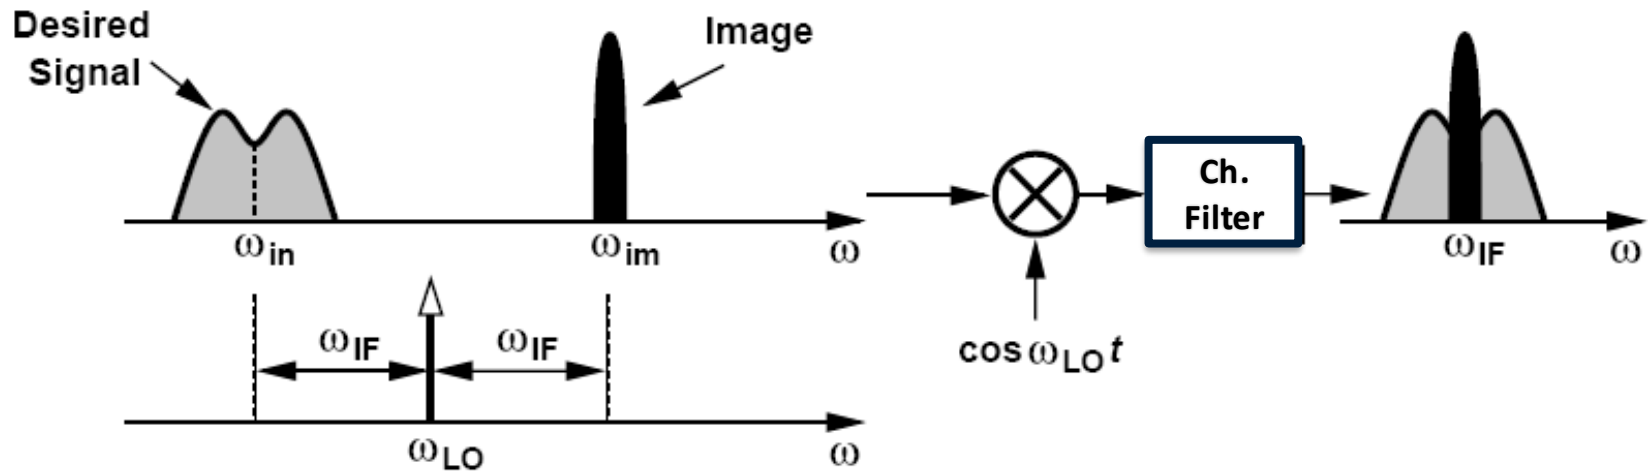 Desired
Signal
Image
ω_in
ω_im
ω
ω_IF
ω_IF
ω_LO
ω
cos ω_LO t
Ch.
Filter
ω_IF
ω